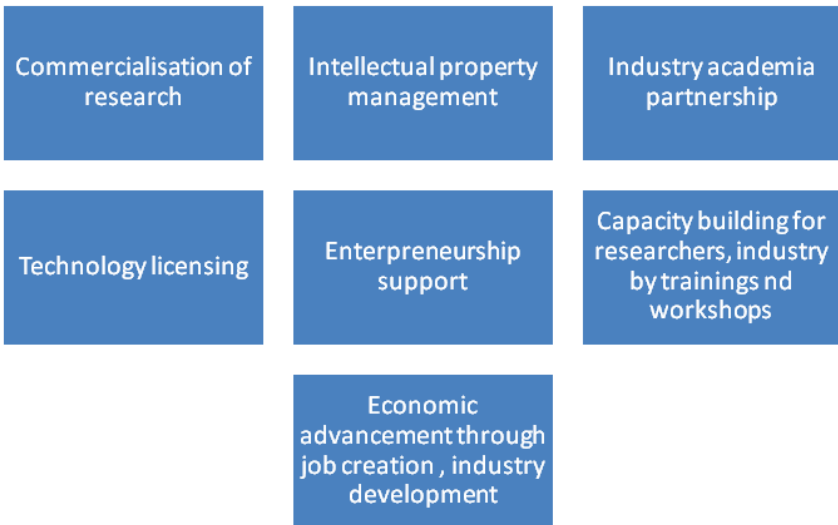 Commercialisation of
research
Intellectual property
management
Industry academia
partnership
Technology licensing
Enterpreneurship
support
Capacity building for
researchers, industry
by trainings nd
workshops
Economic
advancement through
job creation , industry
development